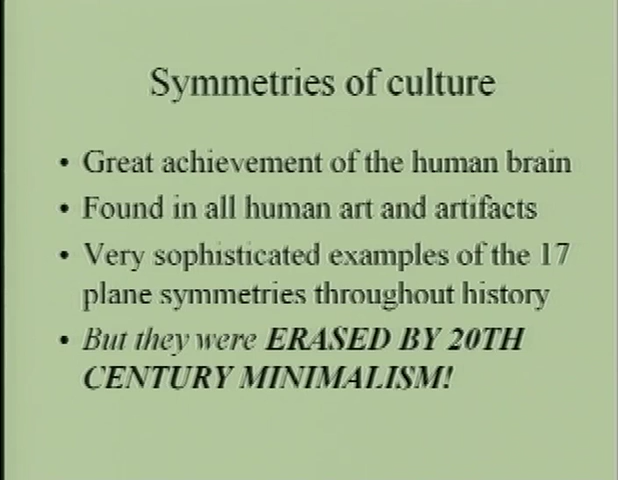 Symmetries of culture
• Great achievement of the human brain
• Found in all human art and artifacts
• Very sophisticated examples of the 17
plane symmetries throughout history
• But they were ERASED BY 20TH
CENTURY MINIMALISM!